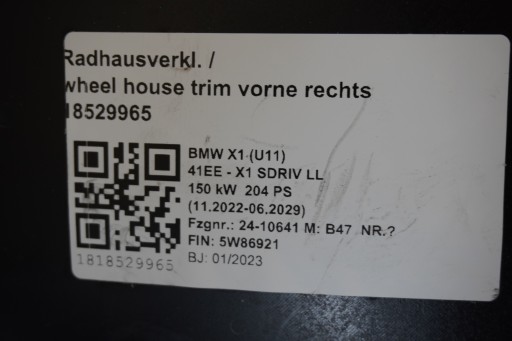 Radhausverkl. /
wheel house trim vorne rechts
18529965
BMW X1 (U11)
41EE - X1 SDRIV LL
150 kW 204 PS
(11.2022-06.2029)
Fzgnr.: 24-10641 M: B47 NR.?
FIN: 5W86921
BJ: 01/2023
1818529965